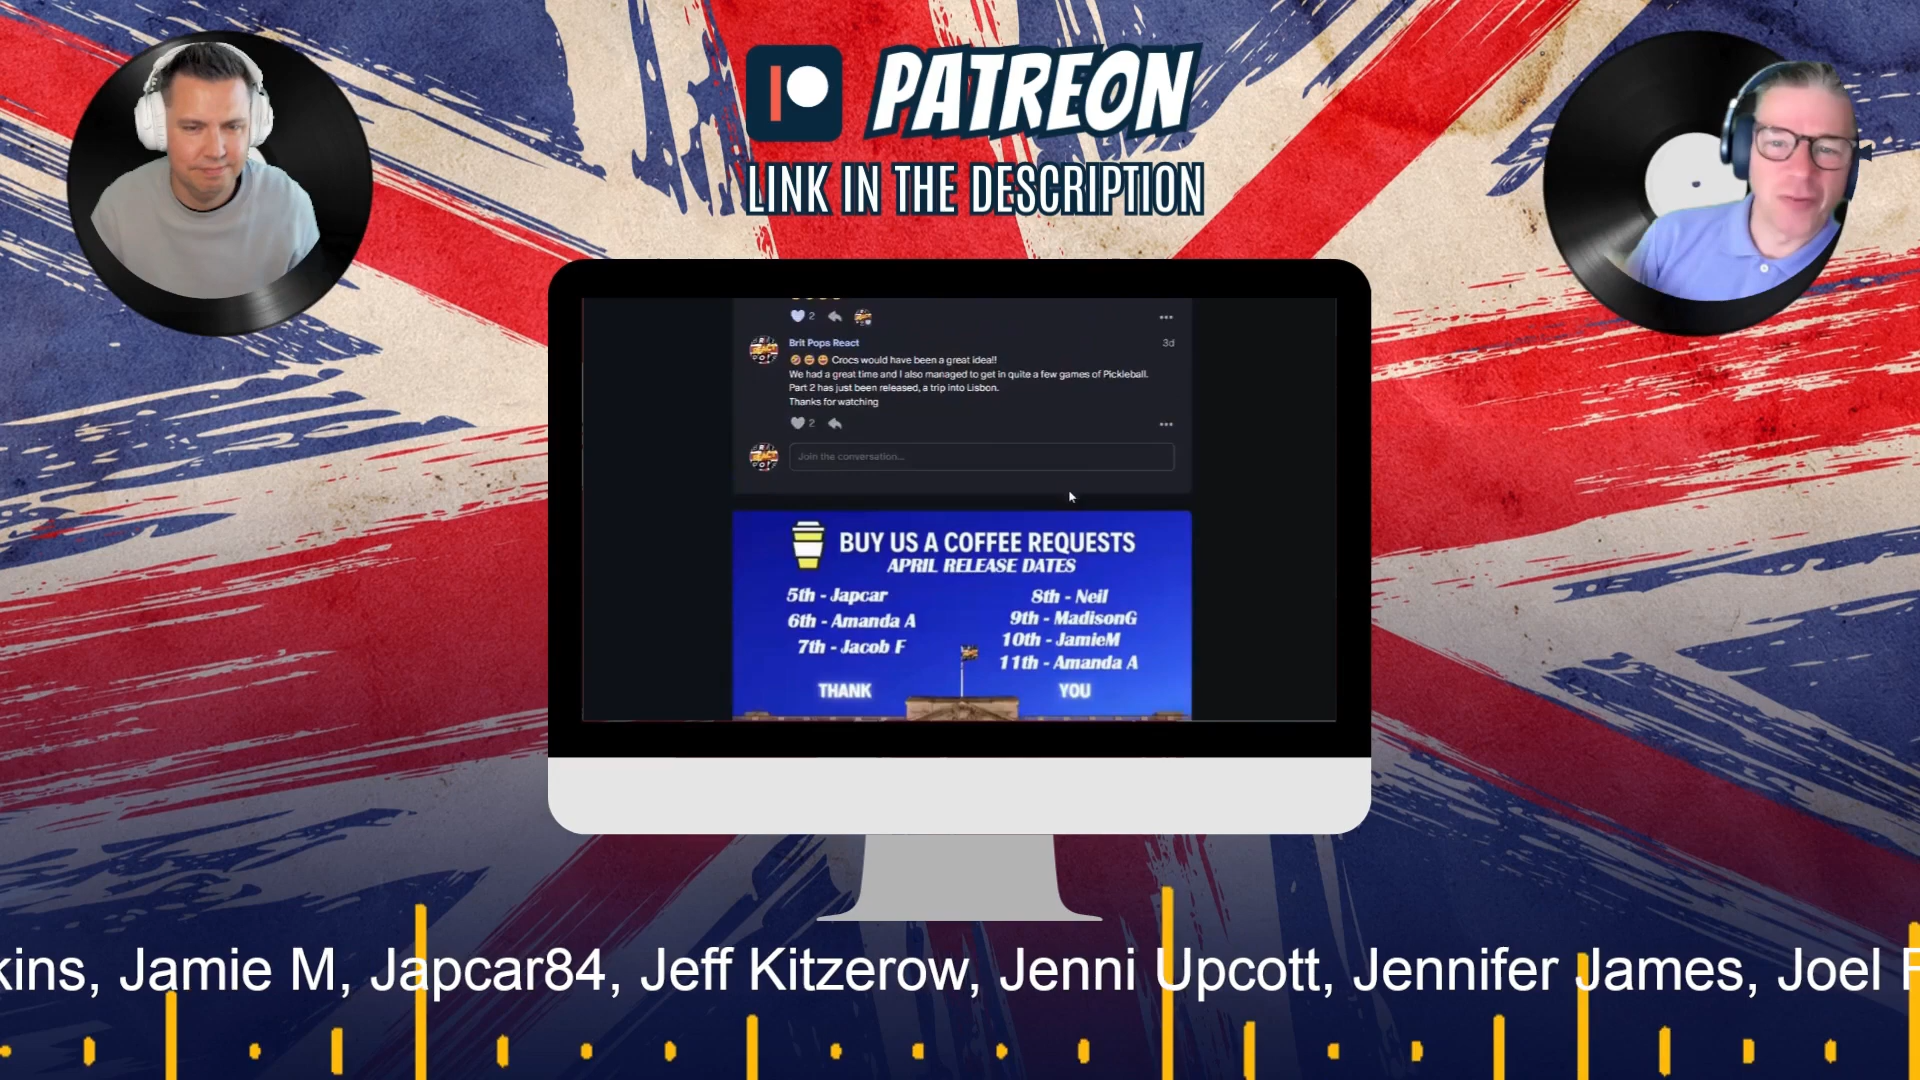 PATREON
LINK IN THE DESCRIPTION
2
Brit Pops React
3d
Crocs would have been a great idea!!
We had a great time and I also managed to get in quite a few games of Pickleball.
Part 2 has just been released, a trip into Lisbon.
Thanks for watching
2
Join the conversation...
BUY US A COFFEE REQUESTS
APRIL RELEASE DATES
5th - Japcar
6th - Amanda A
7th - Jacob F
8th - Neil
9th - MadisonG
10th - JamieM
11th - Amanda A
THANK YOU
kins, Jamie M, Japcar84, Jeff Kitzerow, Jenni Upcott, Jennifer James, Joel